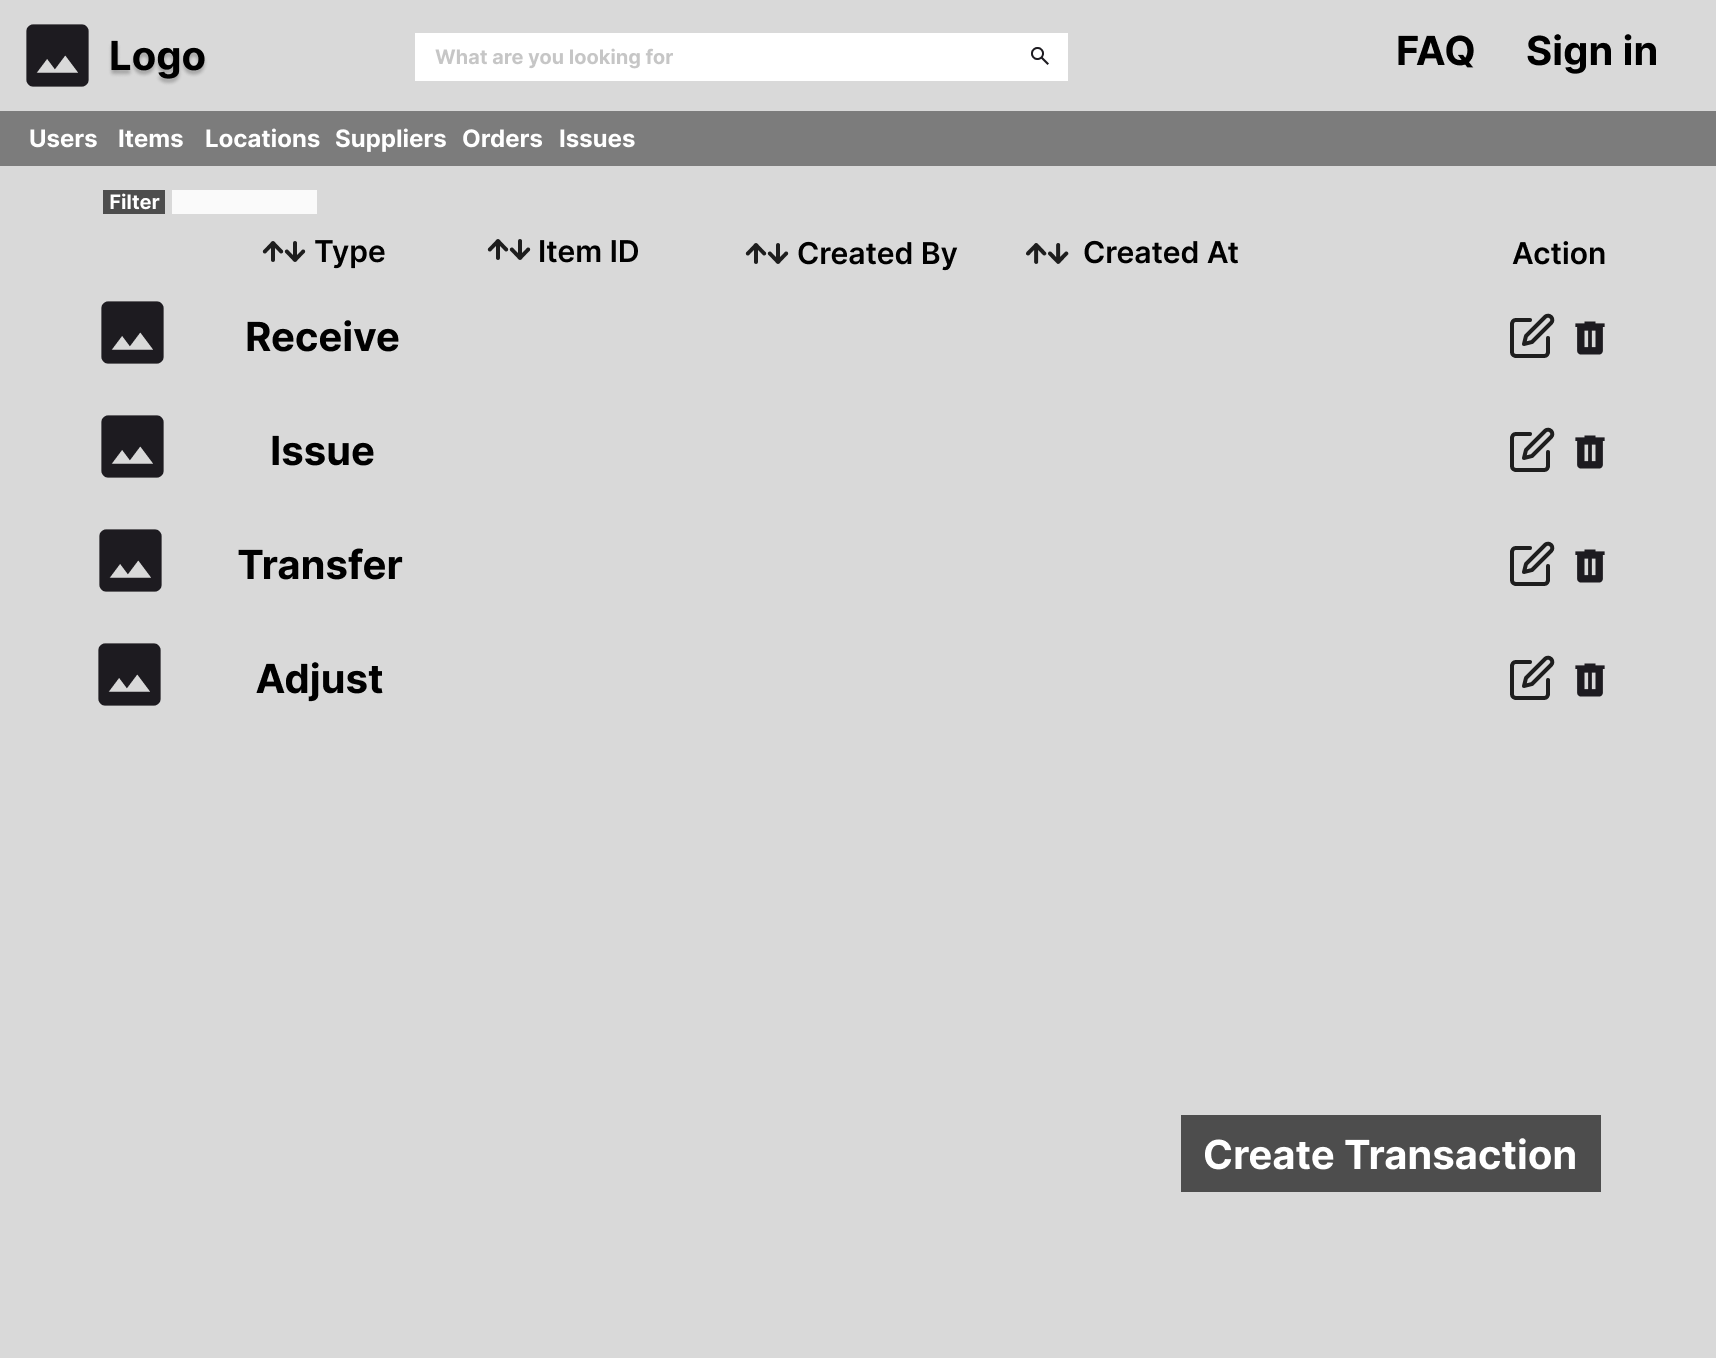 Logo
What are you looking for
FAQ Sign in
Users Items Locations Suppliers Orders Issues
Filter
Type Item ID Created By Created At Action
Receive
Issue
Transfer
Adjust
Create Transaction